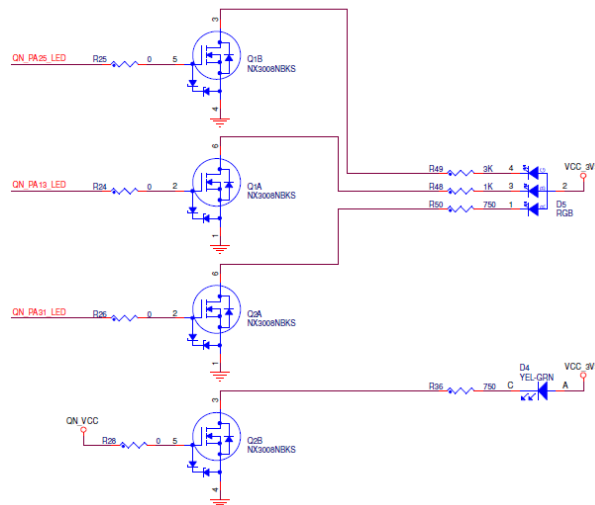 3
QN_PA25_LED
R25
0
5
Q1B
NX3008NBKS
4
6
QN_PA13_LED
R24
0
2
Q1A
NX3008NBKS
1
R49
3K
4
VCC_3V
R48
1K
3
2
R50
750
1
D5
RGB
6
QN_PA31_LED
R26
0
2
Q2A
NX3008NBKS
1
D4
YEL-GRN
VCC_3V
R36
750
C
A
3
QN_VCC
R28
0
5
Q2B
NX3008NBKS
4